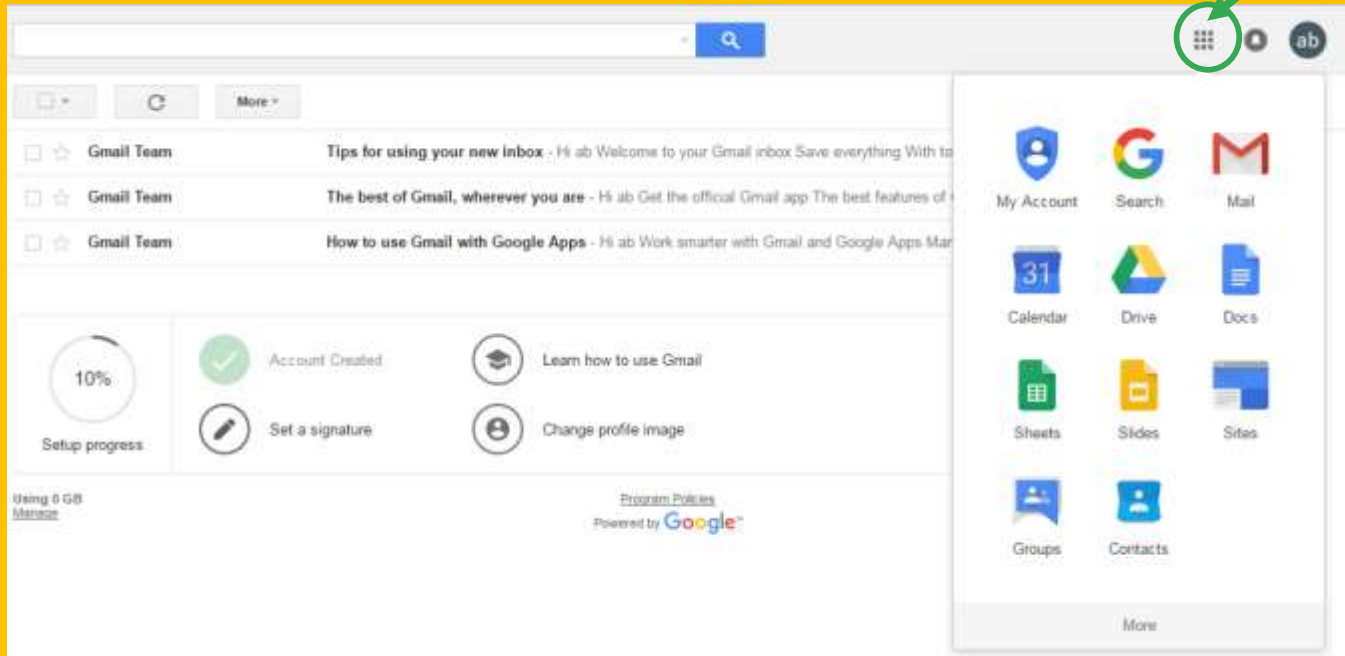 ab
More
Gmail Team Tips for using your new inbox - Hi ab Welcome to your Gmail inbox Save everything With to
Gmail Team The best of Gmail, wherever you are - Hi ab Get the official Gmail app The best features of
Gmail Team How to use Gmail with Google Apps - Hi ab Work smarter with Gmail and Google Apps Mar
My Account Search Mail
31
Calendar Drive Docs
Sheets Slides Sites
Groups Contacts
More
10%
Setup progress
Account Created
Learn how to use Gmail
Set a signature
Change profile image
Using 0 GB
Manage
Program Policies
Powered by Google™